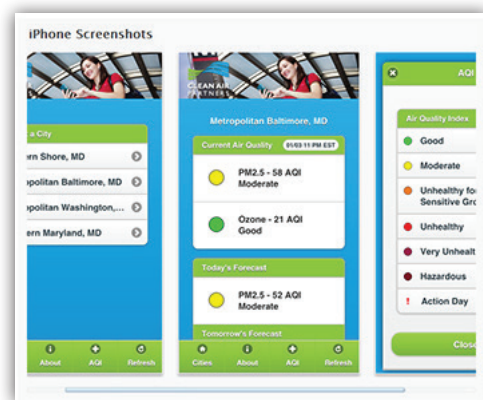 iPhone Screenshots
a City
ern Shore, MD
opolitan Baltimore, MD
opolitan Washington,...
ern Maryland, MD
About
AQI
Refresh
CLEAN AIR
PARTNERS
Metropolitan Baltimore, MD
Current Air Quality
01/03 11 PM EST
PM2.5 - 58 AQI
Moderate
Ozone - 21 AQI
Good
Today's Forecast
PM2.5 - 52 AQI
Moderate
Tomorrow's Forecast
Cities
About
AQI
Refresh
AQI
Air Quality Index
Good
Moderate
Unhealthy fo
Sensitive Gro
Unhealthy
Very Unhealt
Hazardous
! Action Day
Close